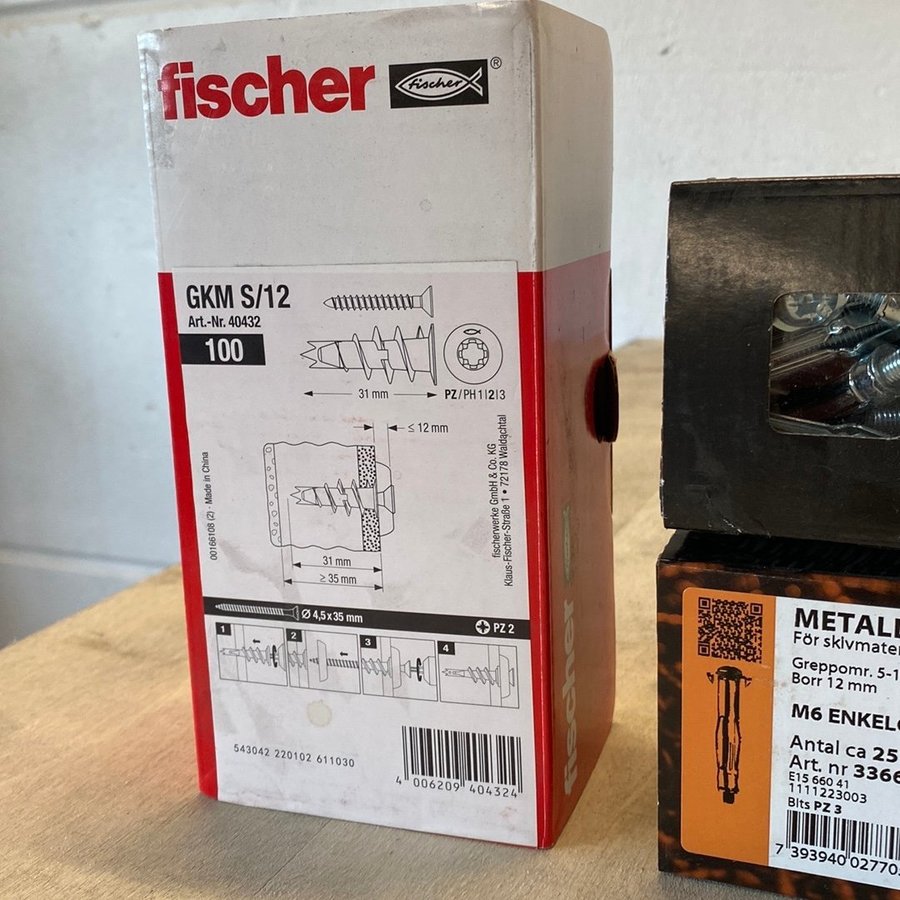 fischer
fischer ®
GKM S/12
Art.-Nr. 40432
100
31 mm
PZ/PH 1|2|3
≤ 12 mm
31 mm
≥ 35 mm
00166108 (2) · Made in China
fischerwerke GmbH & Co. KG
Klaus-Fischer-Straße 1 • 72178 Waldachtal
Ø 4,5x35 mm
PZ 2
1
2
3
4
543042 220102 611030
4 006209 404324
fischer
METALL
För skivmater
Greppomr. 5-1
Borr 12 mm
M6 ENKEL
Antal ca 25
Art. nr 3366
E15 660 41
1111223003
Bits PZ 3
7 393940 02770